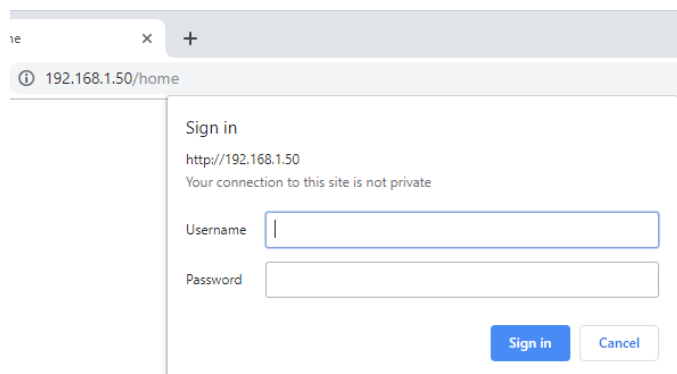 192.168.1.50/home
Sign in
http://192.168.1.50
Your connection to this site is not private
Username
Password
Sign in Cancel